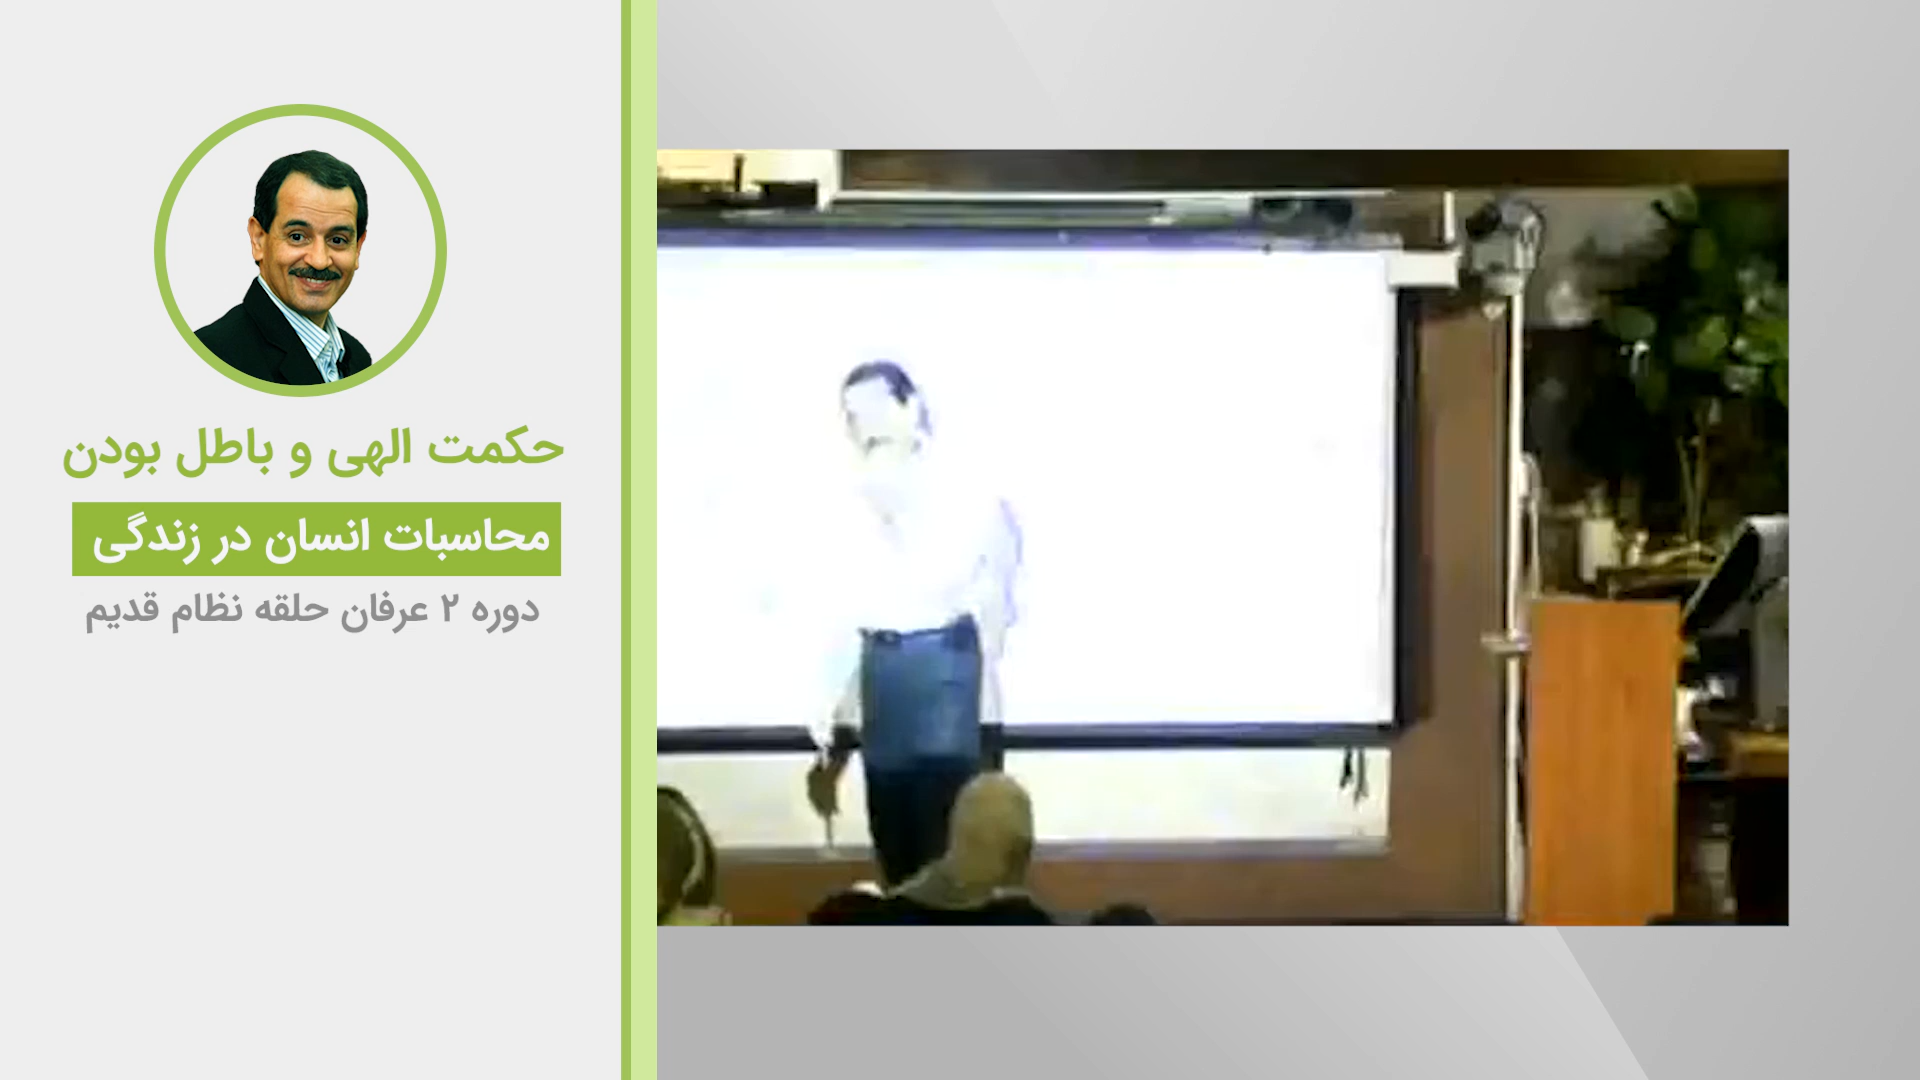 حکمت الهی و باطل بودن
محاسبات انسان در زندگی
دوره ۲ عرفان حلقه نظام قدیم